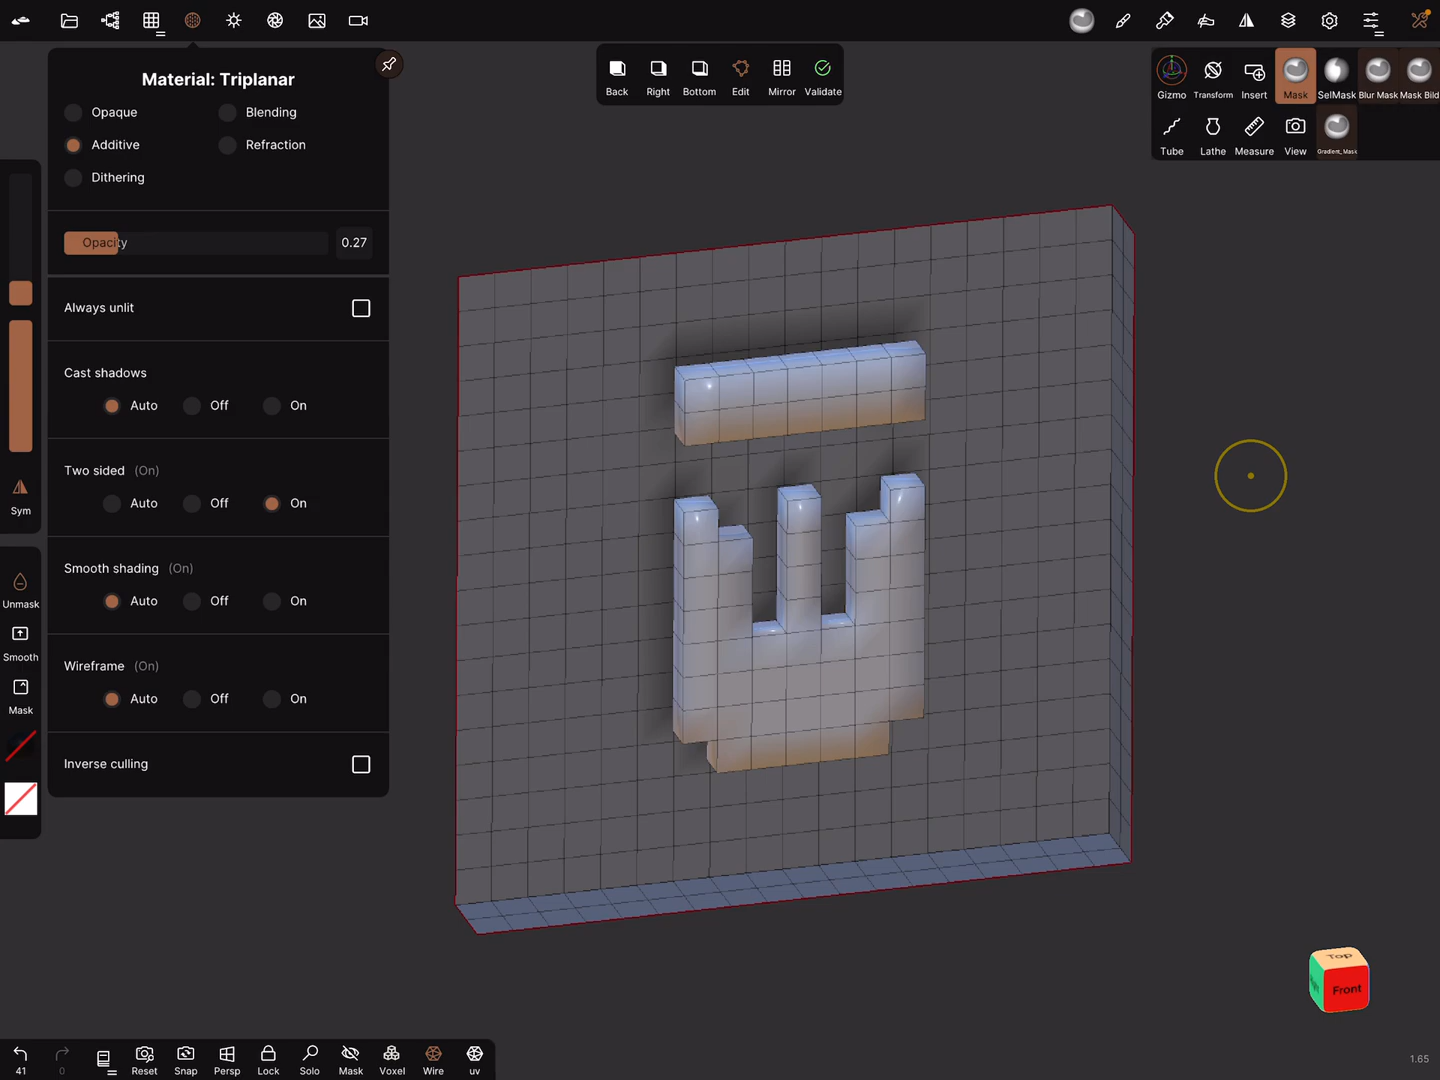 Material: Triplanar
Opaque
Blending
Additive
Refraction
Dithering
Opacity
0.27
Always unlit
Cast shadows
Auto
Off
On
Two sided (On)
Auto
Off
On
Smooth shading (On)
Auto
Off
On
Wireframe (On)
Auto
Off
On
Inverse culling
Sym
Unmask
Smooth
Mask
Back
Right
Bottom
Edit
Mirror
Validate
Gizmo
Transform
Insert
Mask
SelMask
Blur Mask
Mask Bild
Tube
Lathe
Measure
View
Gradient_Mask
Top
Front
41
0
Reset
Snap
Persp
Lock
Solo
Mask
Voxel
Wire
uv
1.65